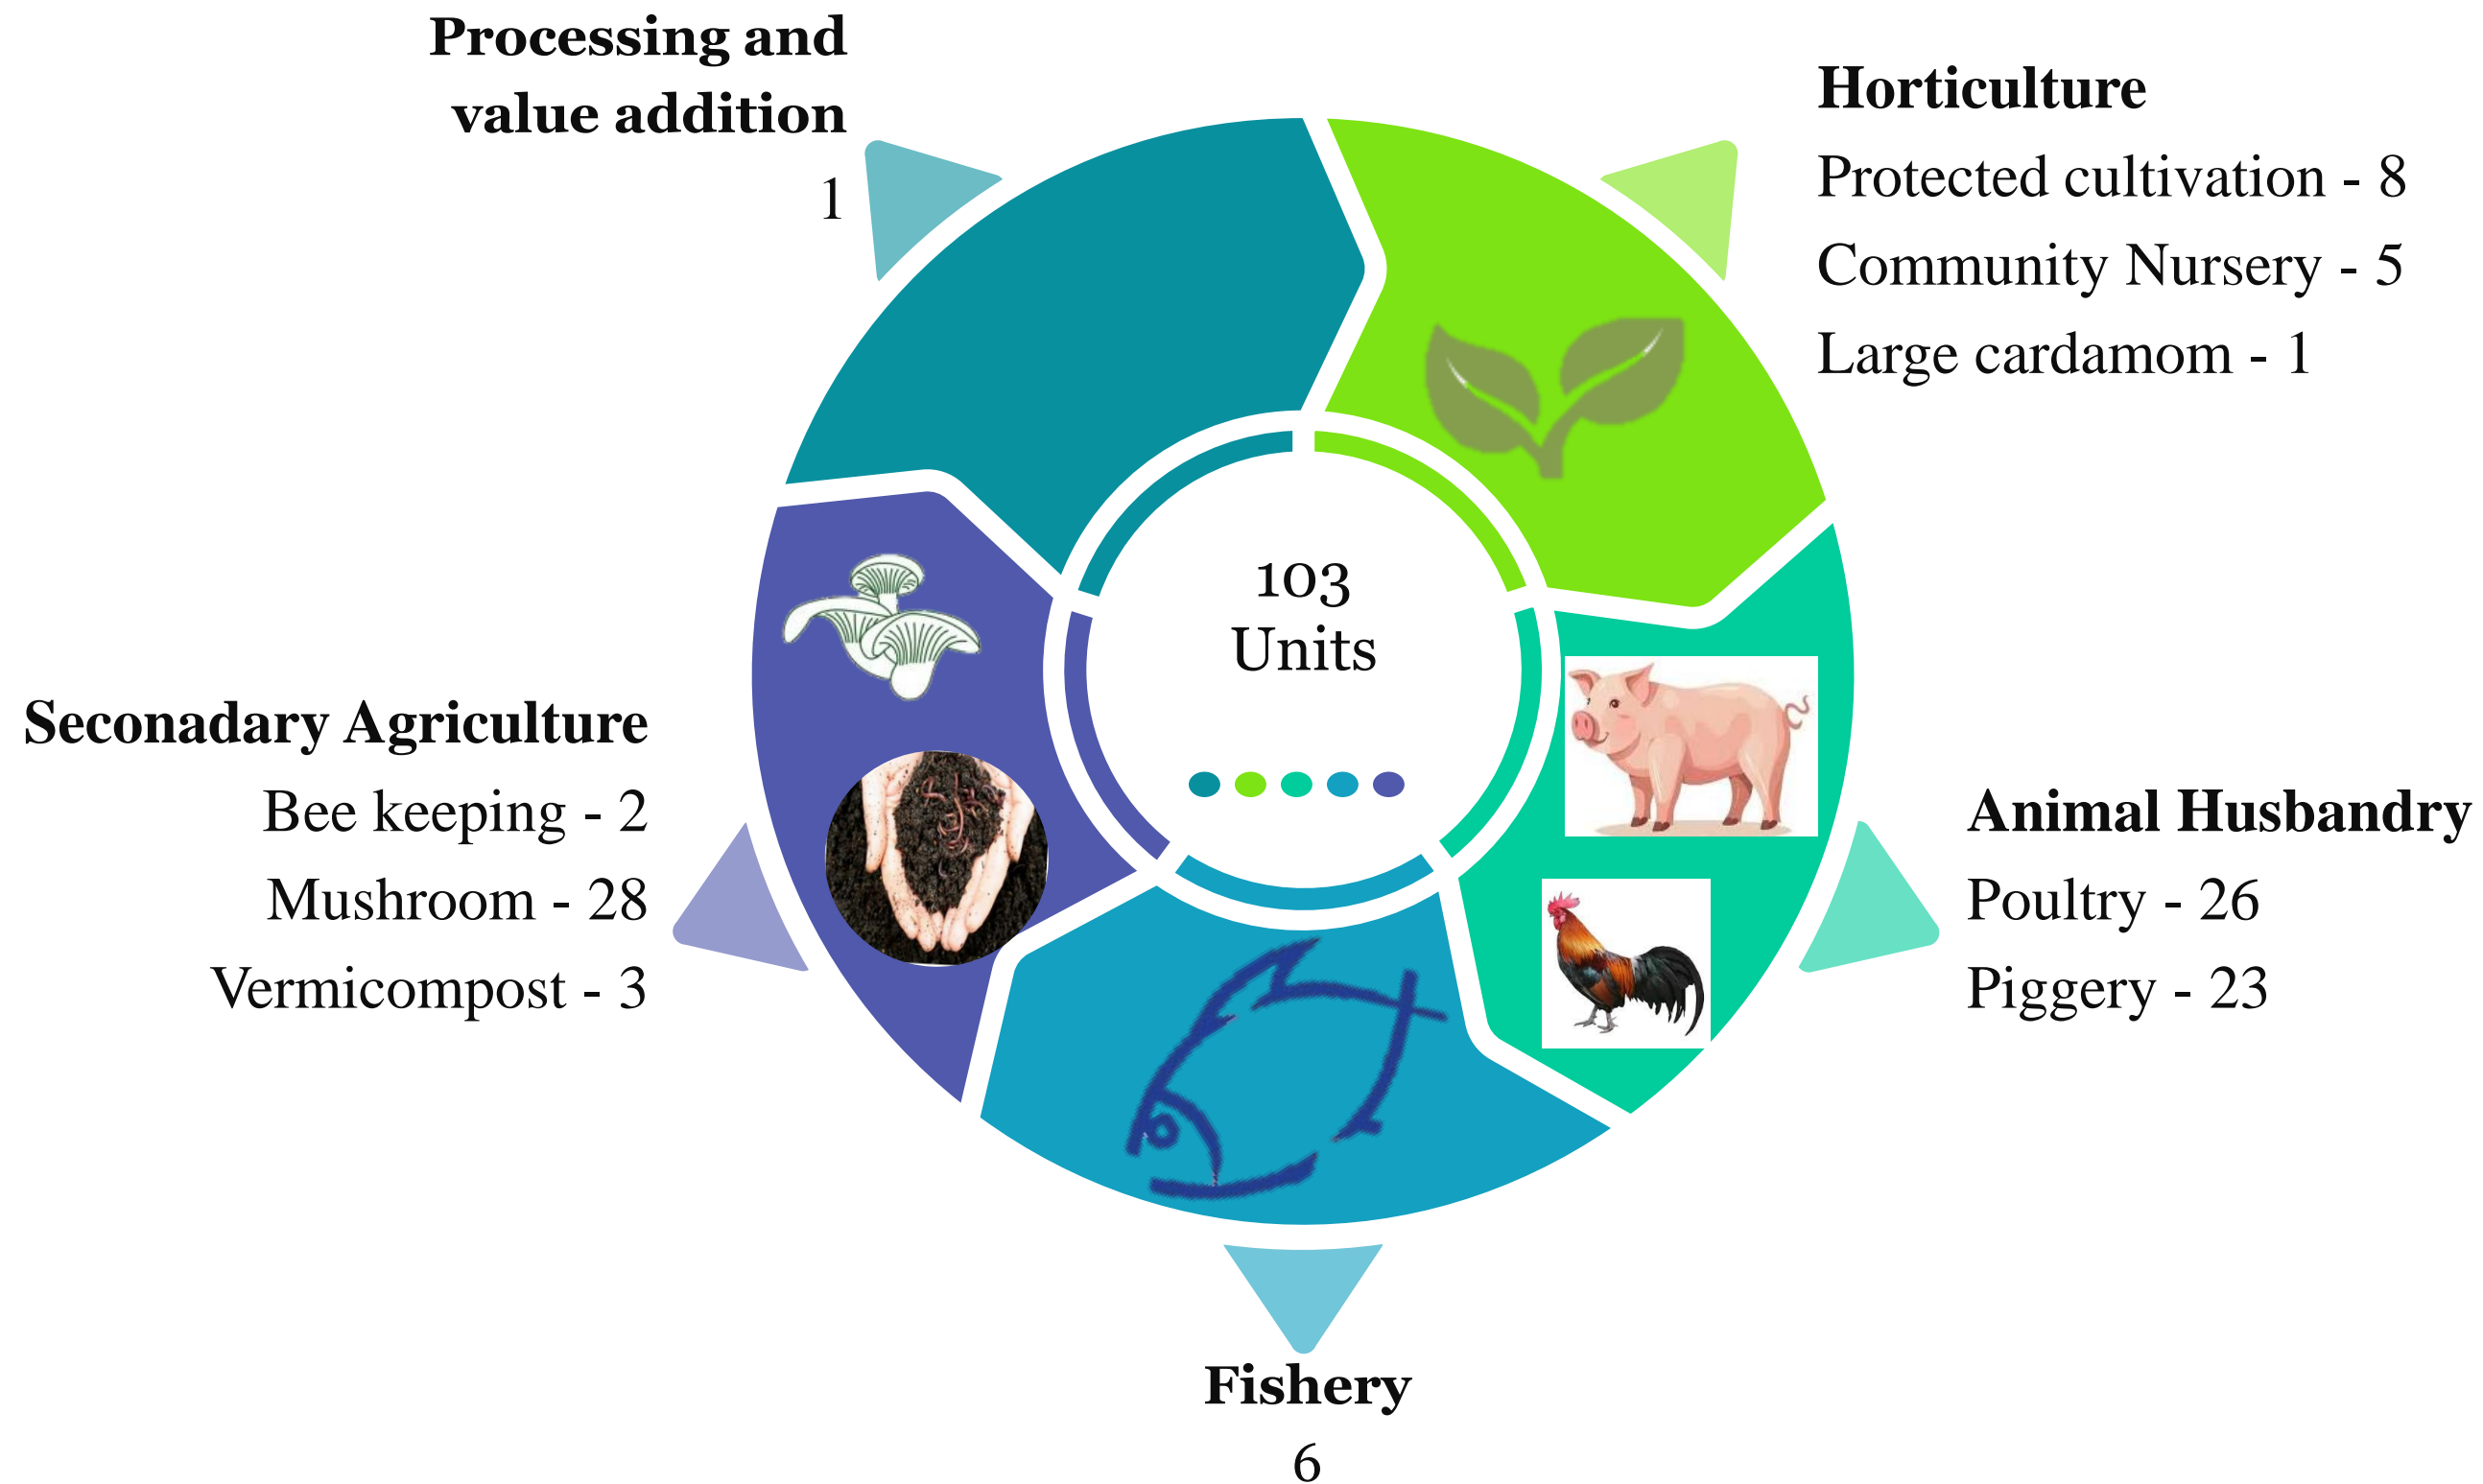 Processing and
value addition
1
Horticulture
Protected cultivation - 8
Community Nursery - 5
Large cardamom - 1
103
Units
Seconadary Agriculture
Bee keeping - 2
Mushroom - 28
Vermicompost - 3
Animal Husbandry
Poultry - 26
Piggery - 23
Fishery
6